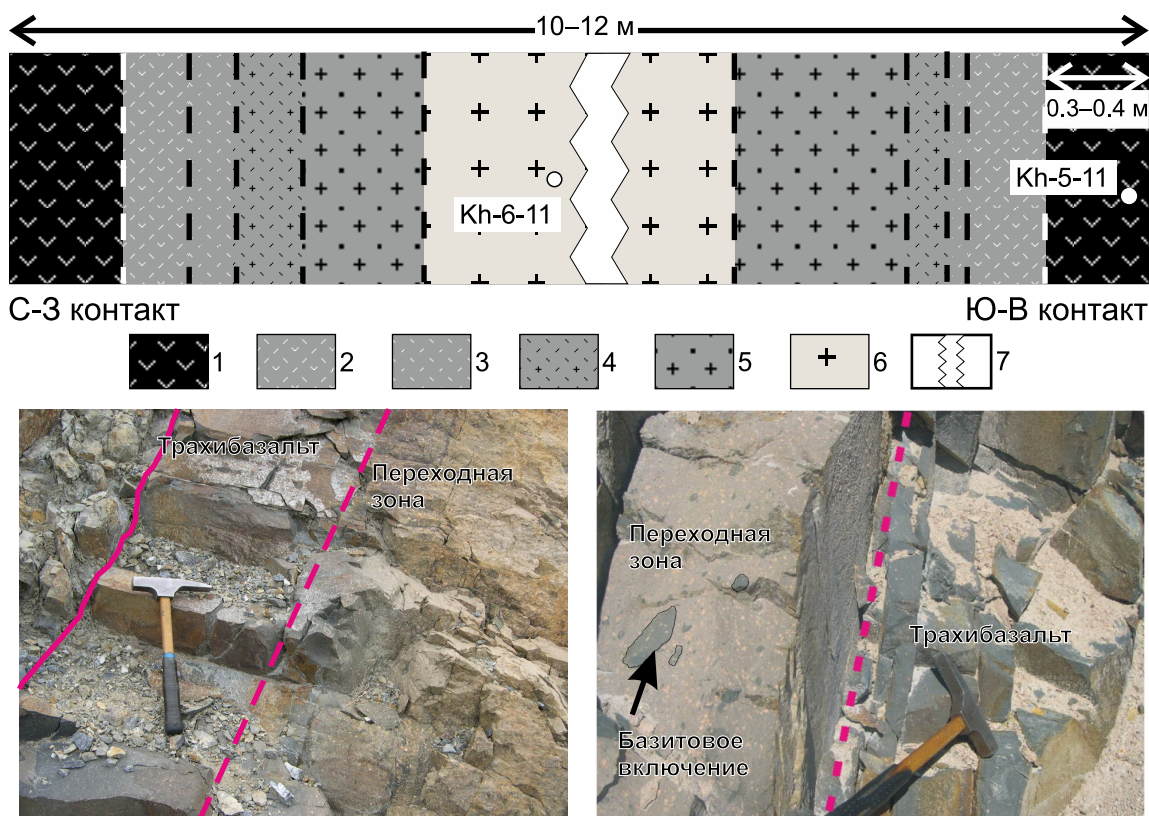 10–12 м
0.3–0.4 м
Kh-5-11
Kh-6-11
С-З контакт
Ю-В контакт
1
2
3
4
5
6
7
Трахибазальт
Переходная
зона
Переходная
зона
Трахибазальт
Базитовое
включение